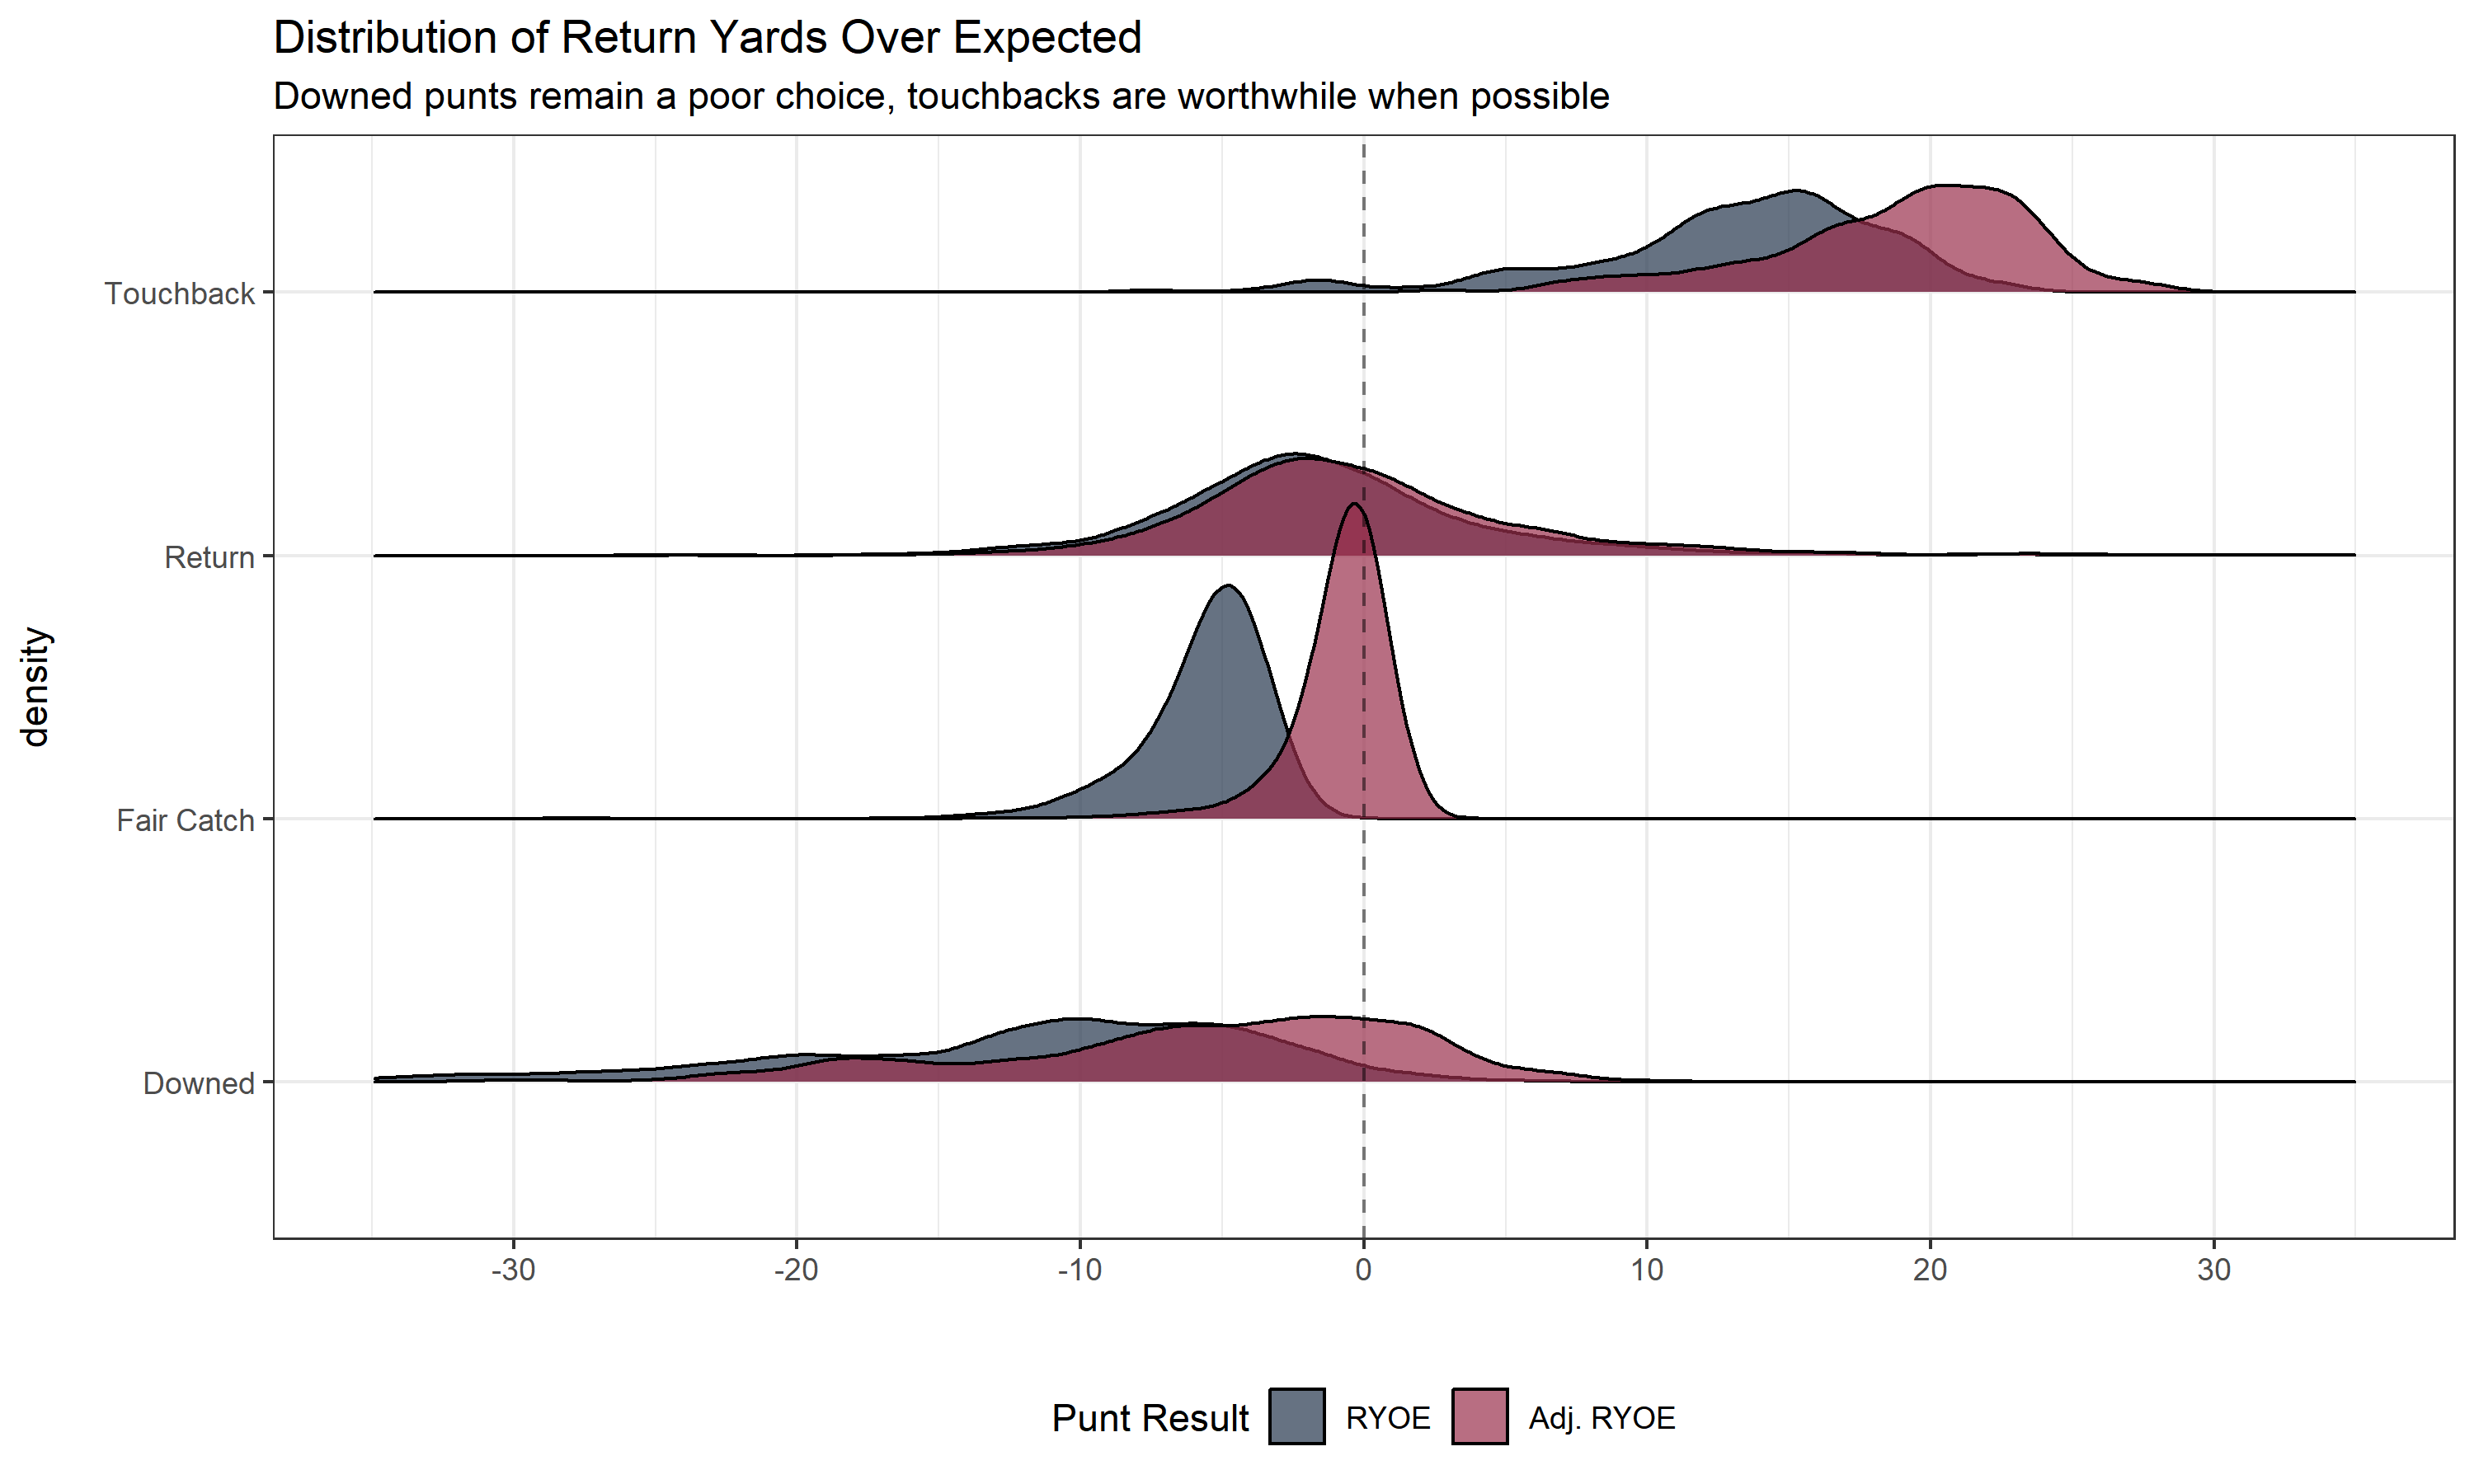 Distribution of Return Yards Over Expected
Downed punts remain a poor choice, touchbacks are worthwhile when possible
density
Touchback
Return
Fair Catch
Downed
-30 -20 -10 0 10 20 30
Punt Result RYOE Adj. RYOE